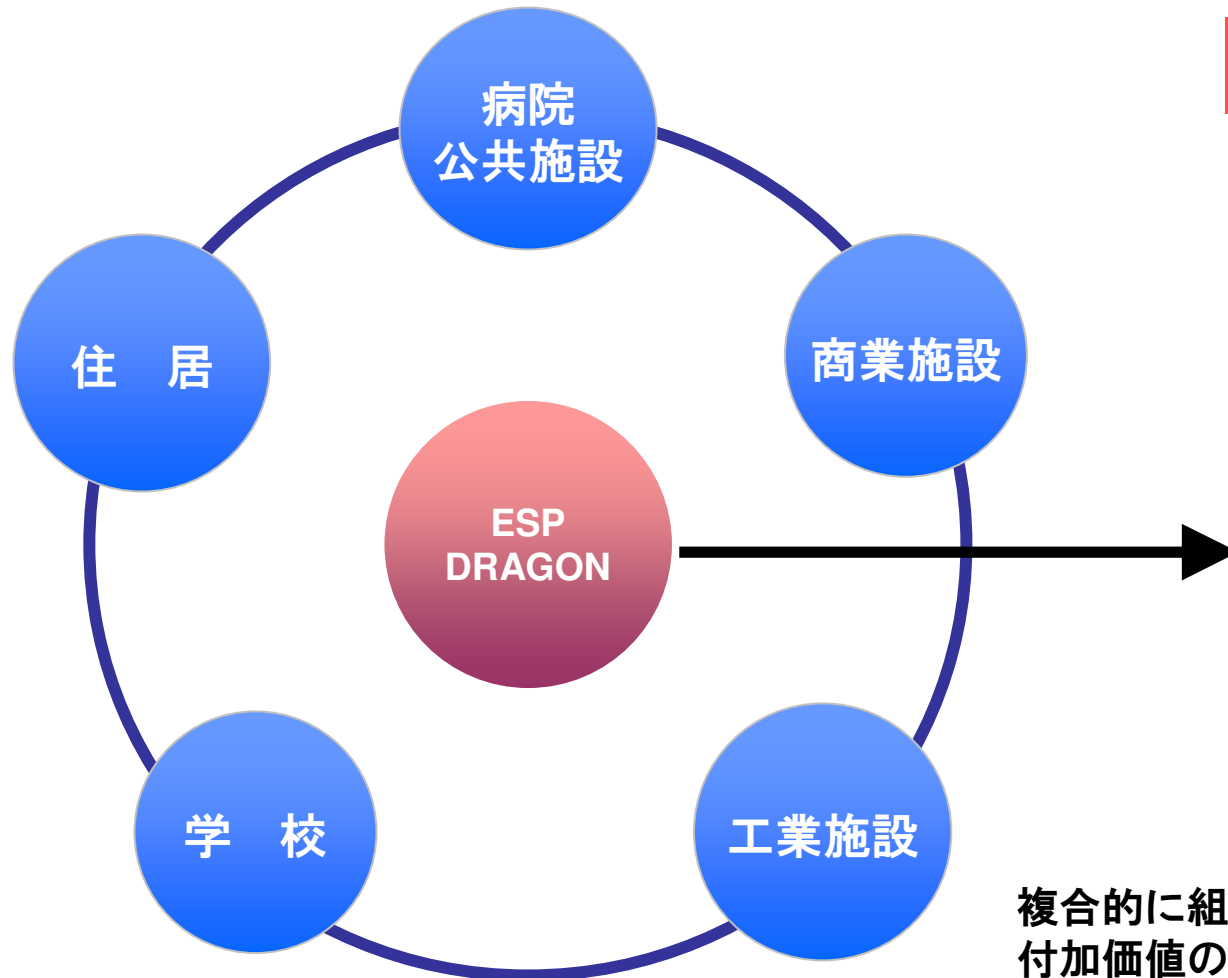 病院
公共施設
住　居
商業施設
ESP
DRAGON
学　校
工業施設
複合的に組
付加価値の